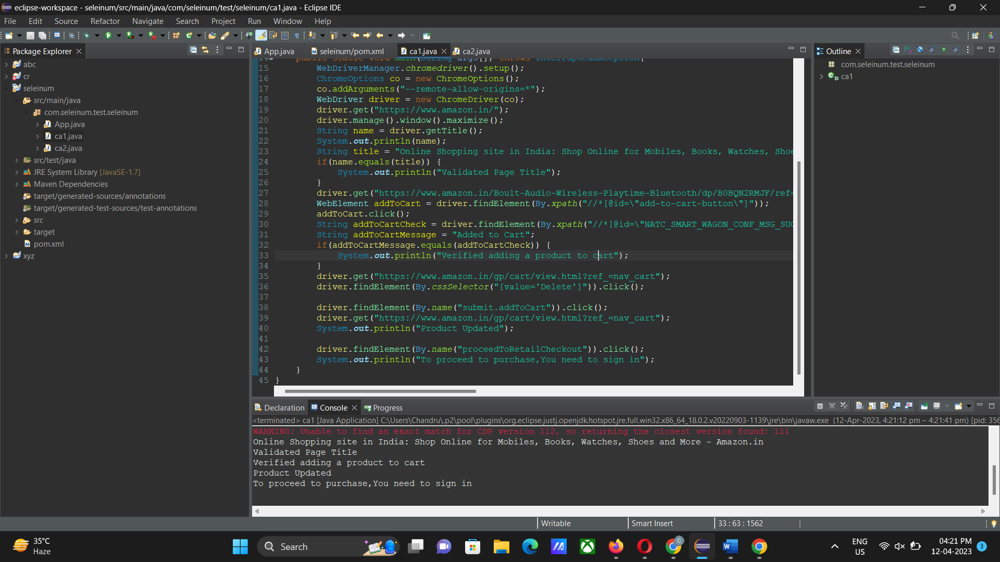 eclipse-workspace - seleinum/src/main/java/com/seleinum/test/seleinum/ca1.java - Eclipse IDE
File Edit Source Refactor Navigate Search Project Run Window Help
Package Explorer
abc
cr
seleinum
src/main/java
com.seleinum.test.seleinum
App.java
ca1.java
ca2.java
src/test/java
JRE System Library [JavaSE-1.7]
Maven Dependencies
target/generated-sources/annotations
target/generated-test-sources/test-annotations
src
target
pom.xml
xyz
App.java seleinum/pom.xml ca1.java ca2.java
14 public static void main(String args[]) throws InterruptedException{
15 WebDriverManager.chromedriver().setup();
16 ChromeOptions co = new ChromeOptions();
17 co.addArguments("--remote-allow-origins=*");
18 WebDriver driver = new ChromeDriver(co);
19 driver.get("https://www.amazon.in/");
20 driver.manage().window().maximize();
21 String name = driver.getTitle();
22 System.out.println(name);
23 String title = "Online Shopping site in India: Shop Online for Mobiles, Books, Watches, Shoe
24 if(name.equals(title)) {
25 System.out.println("Validated Page Title");
26 }
27 driver.get("https://www.amazon.in/Boult-Audio-Wireless-Playtime-Bluetooth/dp/B0BQN2RMJF/ref=
28 WebElement addToCart = driver.findElement(By.xpath("//*[@id=\"add-to-cart-button\"]"));
29 addToCart.click();
30 String addToCartCheck = driver.findElement(By.xpath("//*[@id=\"NATC_SMART_WAGON_CONF_MSG_SUC
31 String addToCartMessage = "Added to Cart";
32 if(addToCartMessage.equals(addToCartCheck)) {
33 System.out.println("Verified adding a product to cart");
34 }
35 driver.get("https://www.amazon.in/gp/cart/view.html?ref_=nav_cart");
36 driver.findElement(By.cssSelector("[value='Delete']")).click();
37
38 driver.findElement(By.name("submit.addToCart")).click();
39 driver.get("https://www.amazon.in/gp/cart/view.html?ref_=nav_cart");
40 System.out.println("Product Updated");
41
42 driver.findElement(By.name("proceedToRetailCheckout")).click();
43 System.out.println("To proceed to purchase,You need to sign in");
44 }
45 }
Outline
com.seleinum.test.seleinum
ca1
Declaration Console Progress
<terminated> ca1 [Java Application] C:\Users\Chandru\.p2\pool\plugins\org.eclipse.justj.openjdk.hotspot.jre.full.win32.x86_64_18.0.2.v20220903-1139\jre\bin\javaw.exe (12-Apr-2023, 4:21:12 pm – 4:21:41 pm) [pid: 356
WARNING: Unable to find an exact match for CDP version 112, so returning the closest version found: 111
Online Shopping site in India: Shop Online for Mobiles, Books, Watches, Shoes and More - Amazon.in
Validated Page Title
Verified adding a product to cart
Product Updated
To proceed to purchase,You need to sign in
Writable Smart Insert 33 : 63 : 1562
35°C
Haze
Search
ENG
US
04:21 PM
12-04-2023
3